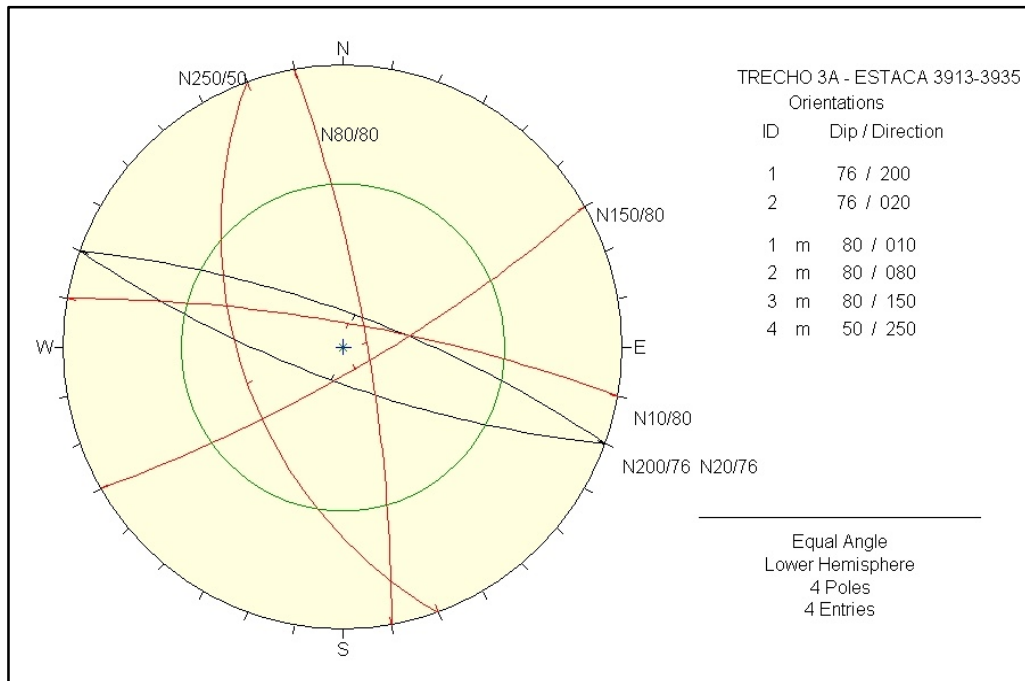 N
N250/50
N80/80
N150/80
W
E
N10/80
N200/76 N20/76
S
TRECHO 3A - ESTACA 3913-3935
Orientations
ID Dip / Direction
1 76 / 200
2 76 / 020
1 m 80 / 010
2 m 80 / 080
3 m 80 / 150
4 m 50 / 250
Equal Angle
Lower Hemisphere
4 Poles
4 Entries